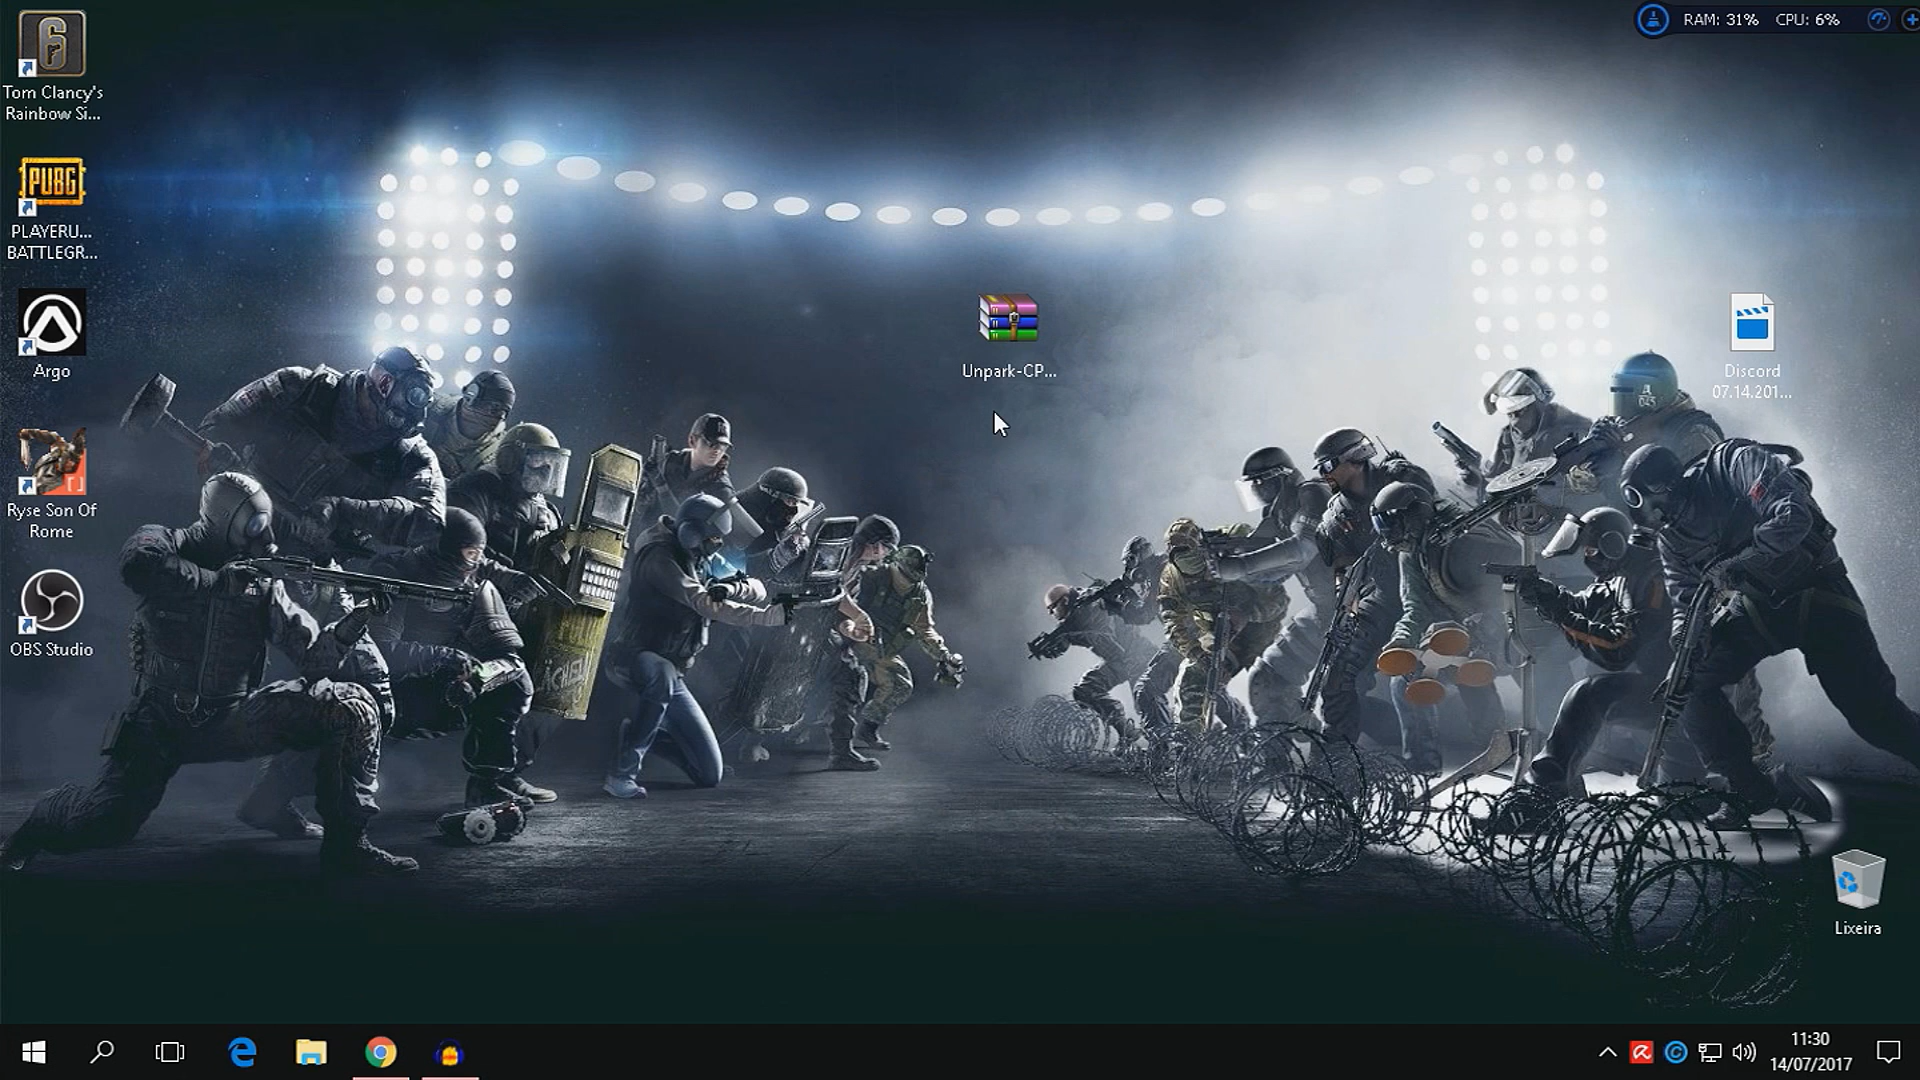 RAM: 31% CPU: 6%
Tom Clancy's
Rainbow Si...
PUBG
PLAYERU...
BATTLEGR...
Argo
Ryse Son Of
Rome
OBS Studio
Unpark-CP...
Discord
07.14.201...
Lixeira
11:30
14/07/2017